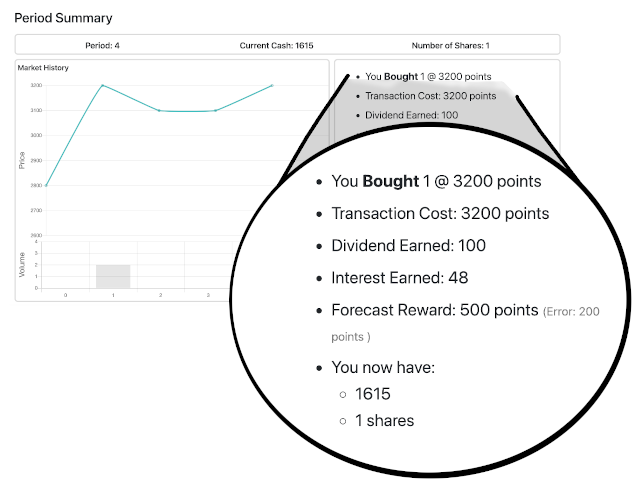 Period Summary
Period: 4 Current Cash: 1615 Number of Shares: 1
Market History
3200
3100
3000
2900
2800
2700
2600
Price
4
3
2
1
0
Volume
0 1 2 3
You Bought 1 @ 3200 points
Transaction Cost: 3200 points
Dividend Earned: 100
You Bought 1 @ 3200 points
Transaction Cost: 3200 points
Dividend Earned: 100
Interest Earned: 48
Forecast Reward: 500 points (Error: 200
points )
You now have:
1615
1 shares